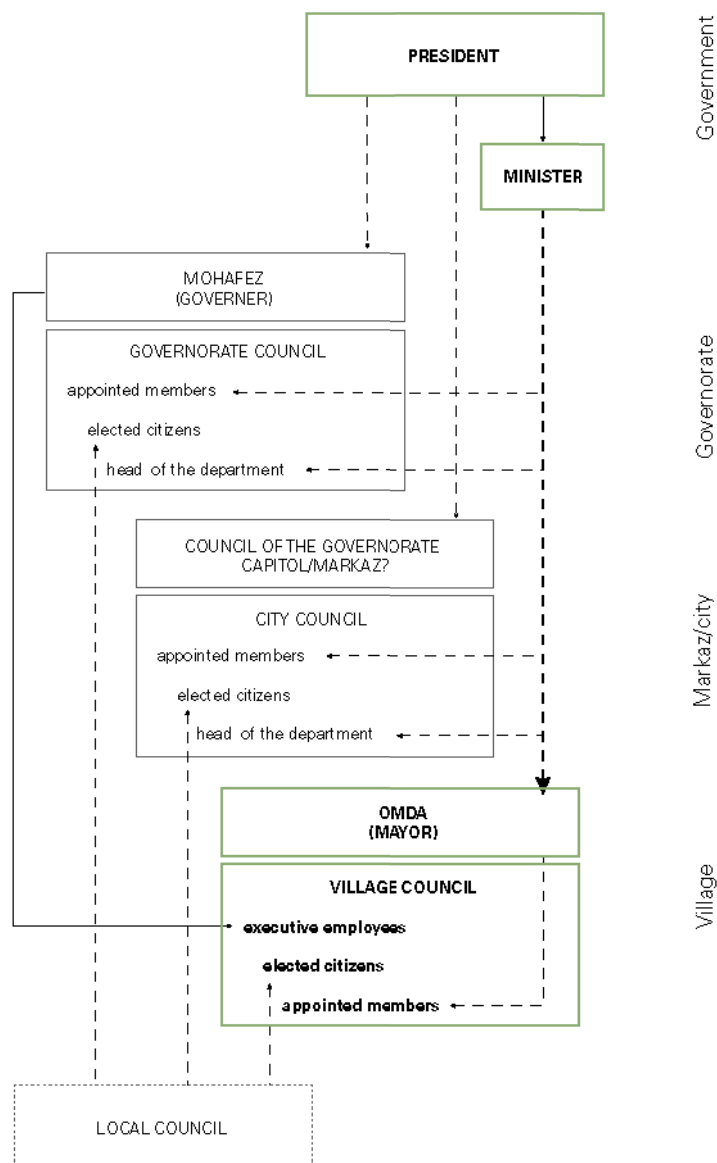 PRESIDENT
Government
MINISTER
MOHAFEZ
(GOVERNER)
GOVERNORATE COUNCIL
appointed members
elected citizens
head of the department
Governorate
COUNCIL OF THE GOVERNORATE
CAPITOL/MARKAZ?
CITY COUNCIL
appointed members
elected citizens
head of the department
Markaz/city
OMDA
(MAYOR)
VILLAGE COUNCIL
executive employees
elected citizens
appointed members
Village
LOCAL COUNCIL